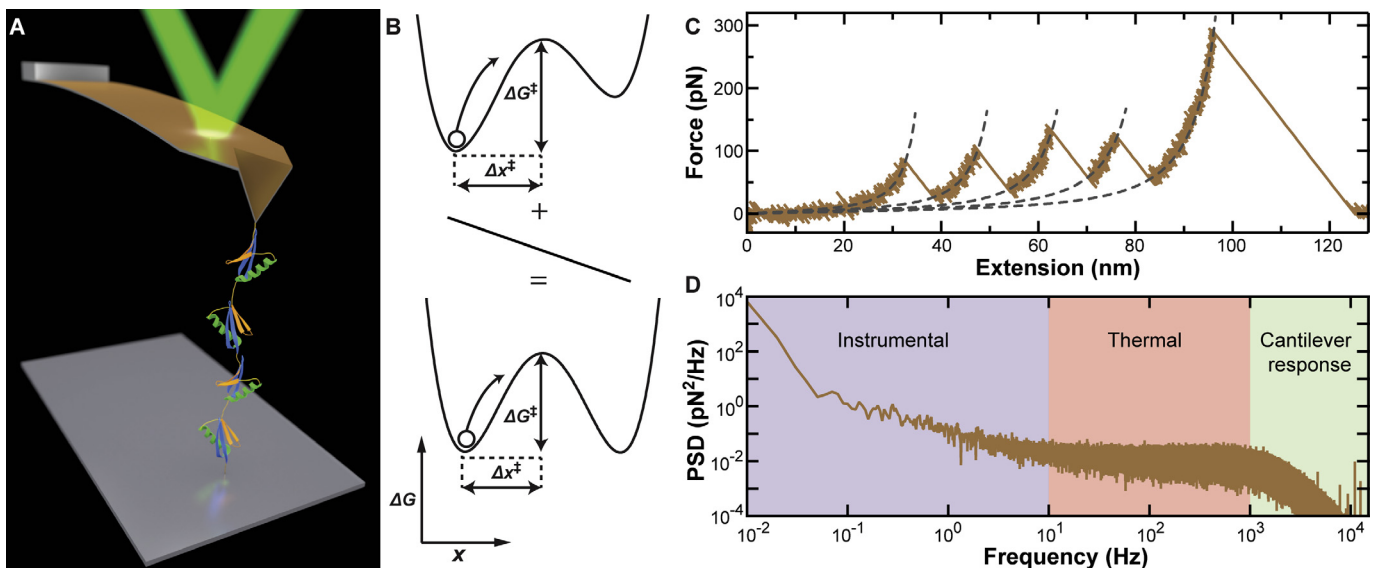 A
B
ΔG‡
Δx‡
+
=
ΔG‡
Δx‡
ΔG
x
C
Force (pN)
300
200
100
0
0 20 40 60 80 100 120
Extension (nm)
D
PSD (pN²/Hz)
10⁴
10²
10⁰
10⁻²
10⁻⁴
Instrumental Thermal Cantilever
response
10⁻² 10⁻¹ 10⁰ 10¹ 10² 10³ 10⁴
Frequency (Hz)